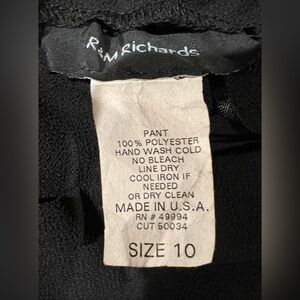 R&M Richards
PANT
100% POLYESTER
HAND WASH COLD
NO BLEACH
LINE DRY
COOL IRON IF
NEEDED
OR DRY CLEAN
MADE IN U.S.A.
RN # 49994
CUT 50034
SIZE 10